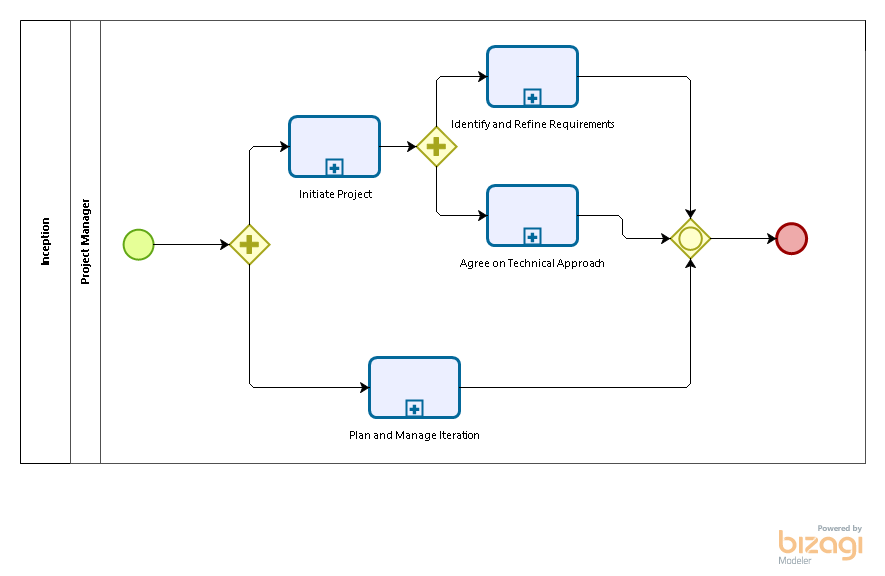 Inception
Project Manager
Identify and Refine Requirements
Initiate Project
Agree on Technical Approach
Plan and Manage Iteration
Powered by
bizagi
Modeler